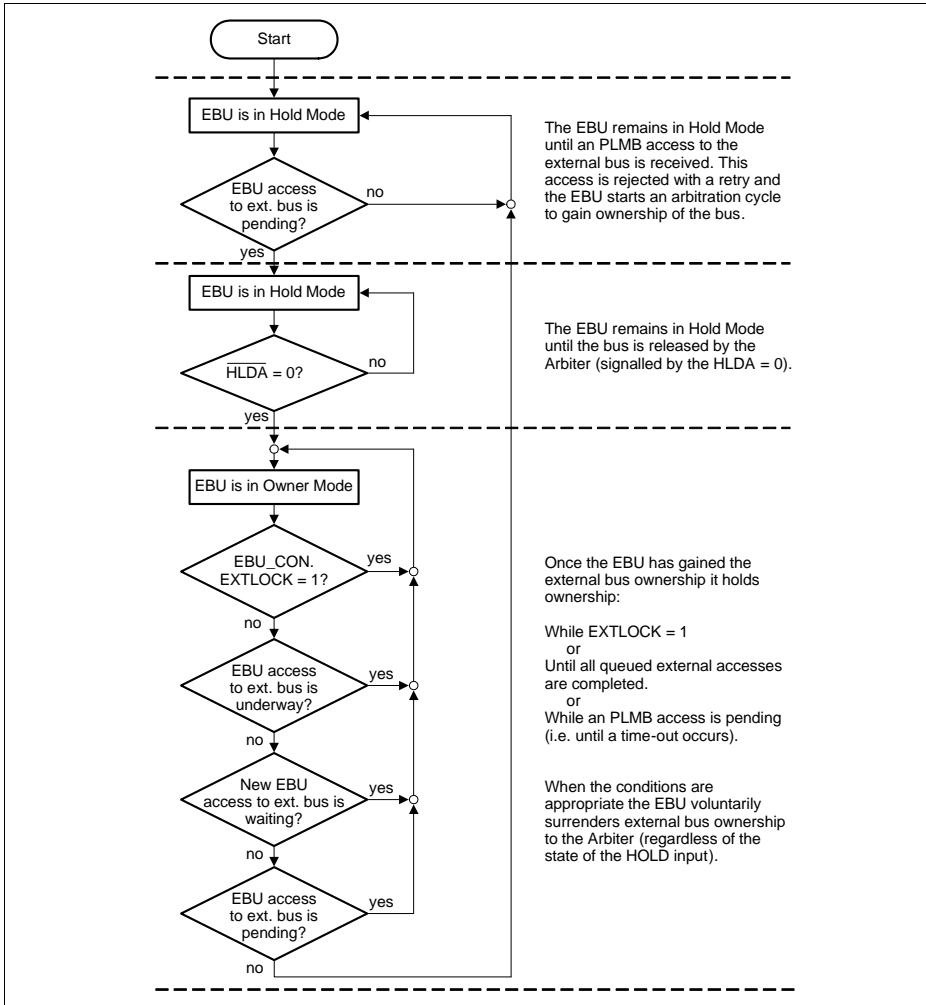 Start
EBU is in Hold Mode
EBU access
to ext. bus is
pending?
no
yes
The EBU remains in Hold Mode
until an PLMB access to the
external bus is received. This
access is rejected with a retry and
the EBU starts an arbitration cycle
to gain ownership of the bus.
EBU is in Hold Mode
HLDA = 0?
no
yes
The EBU remains in Hold Mode
until the bus is released by the
Arbiter (signalled by the HLDA = 0).
EBU is in Owner Mode
EBU_CON.
EXTLOCK = 1?
yes
no
EBU access
to ext. bus is
underway?
yes
no
New EBU
access to ext. bus is
waiting?
yes
no
EBU access
to ext. bus is
pending?
yes
no
Once the EBU has gained the
external bus ownership it holds
ownership:
While EXTLOCK = 1
or
Until all queued external accesses
are completed.
or
While an PLMB access is pending
(i.e. until a time-out occurs).
When the conditions are
appropriate the EBU voluntarily
surrenders external bus ownership
to the Arbiter (regardless of the
state of the HOLD input).